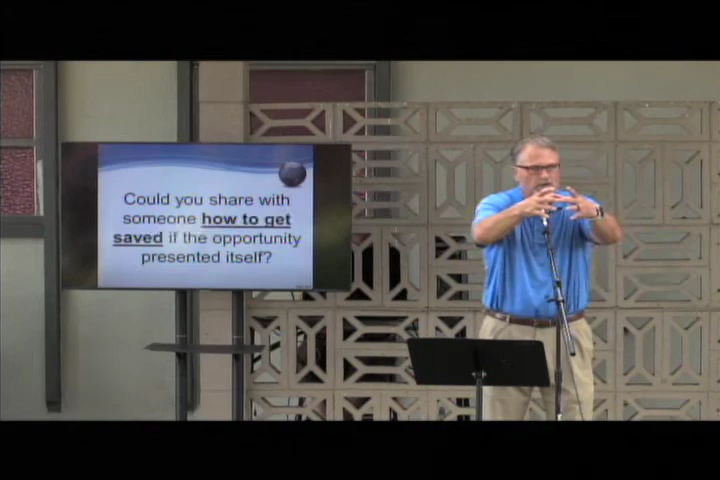 Could you share with
someone how to get
saved if the opportunity
presented itself?